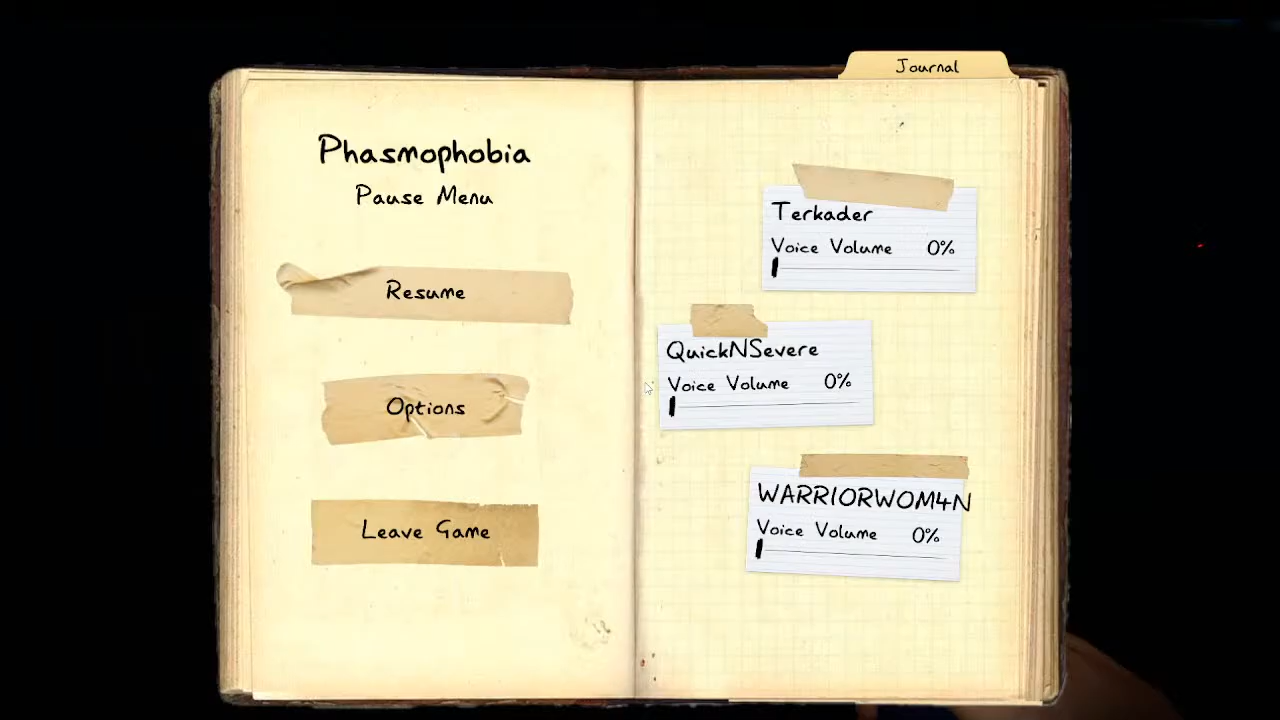 Journal
Phasmophobia
Pause Menu
Resume
Options
Leave Game
Terkader
Voice Volume 0%
QuickNSevere
Voice Volume 0%
WARRIORWOM4N
Voice Volume 0%